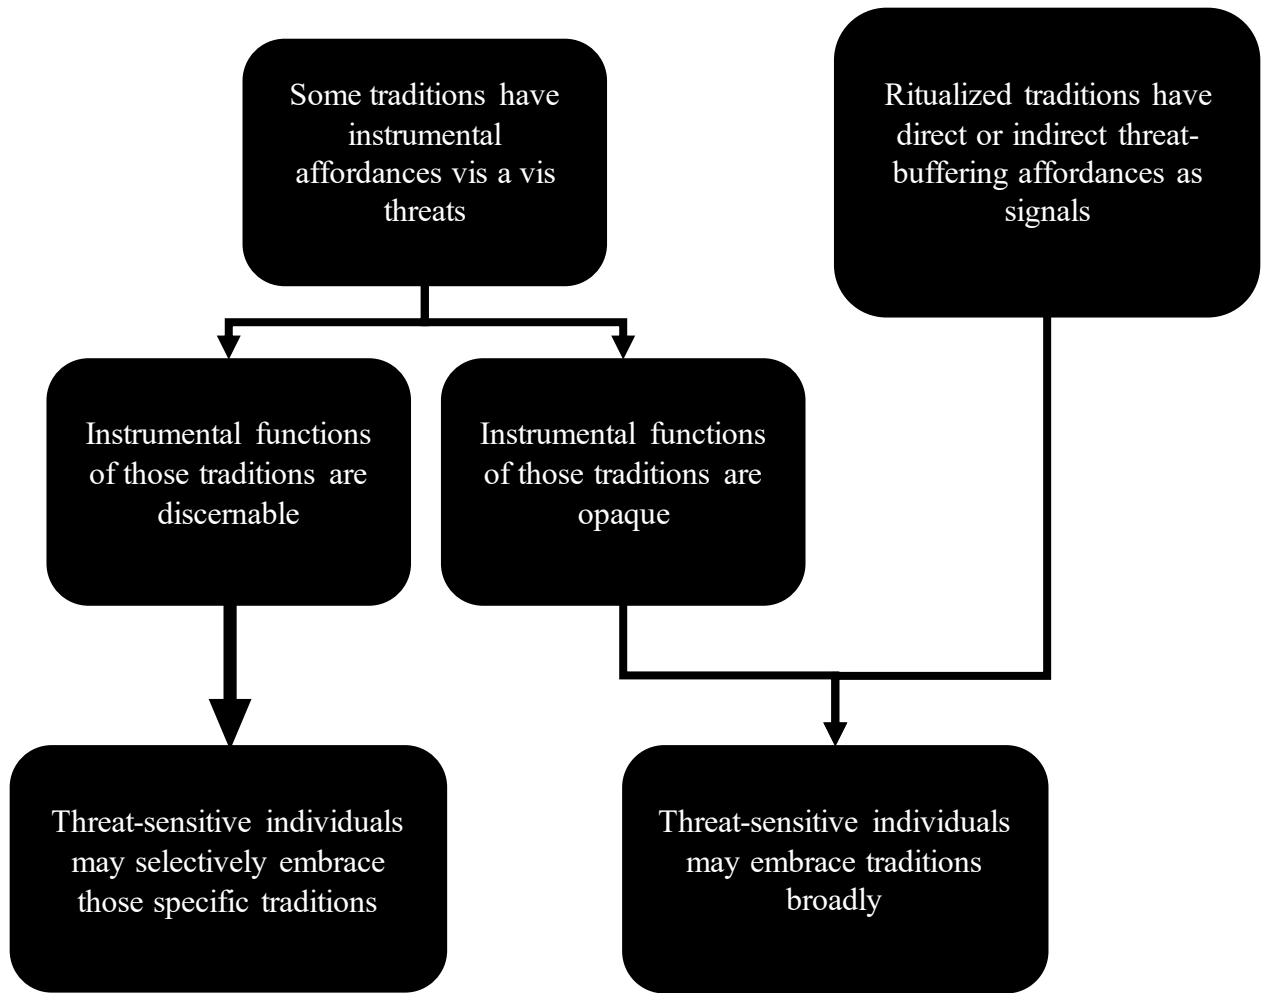 Some traditions have
instrumental
affordances vis a vis
threats
Ritualized traditions have
direct or indirect threat-
buffering affordances as
signals
Instrumental functions
of those traditions are
discernable
Instrumental functions
of those traditions are
opaque
Threat-sensitive individuals
may selectively embrace
those specific traditions
Threat-sensitive individuals
may embrace traditions
broadly